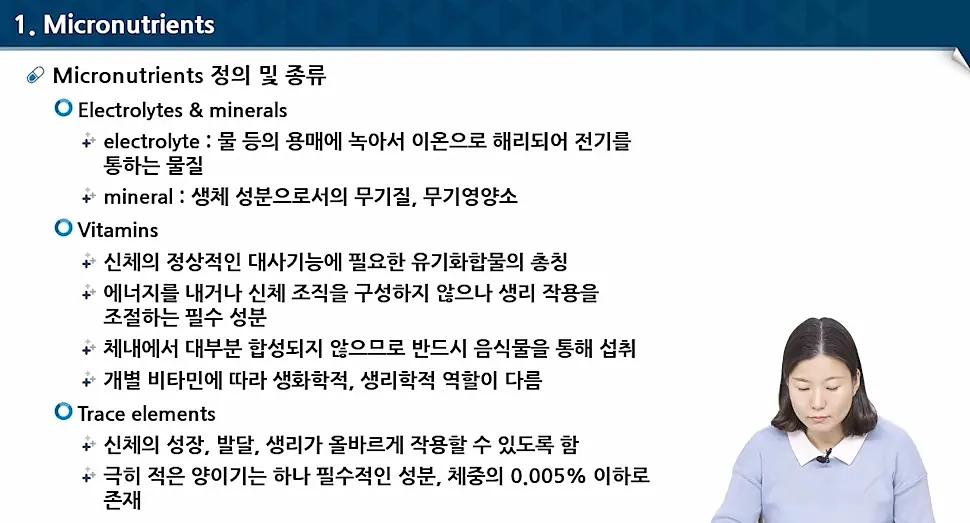 1. Micronutrients
Micronutrients 정의 및 종류
Electrolytes & minerals
electrolyte : 물 등의 용매에 녹아서 이온으로 해리되어 전기를
통하는 물질
mineral : 생체 성분으로서의 무기질, 무기영양소
Vitamins
신체의 정상적인 대사기능에 필요한 유기화합물의 총칭
에너지를 내거나 신체 조직을 구성하지 않으나 생리 작용을
조절하는 필수 성분
체내에서 대부분 합성되지 않으므로 반드시 음식물을 통해 섭취
개별 비타민에 따라 생화학적, 생리학적 역할이 다름
Trace elements
신체의 성장, 발달, 생리가 올바르게 작용할 수 있도록 함
극히 적은 양이기는 하나 필수적인 성분, 체중의 0.005% 이하로
존재